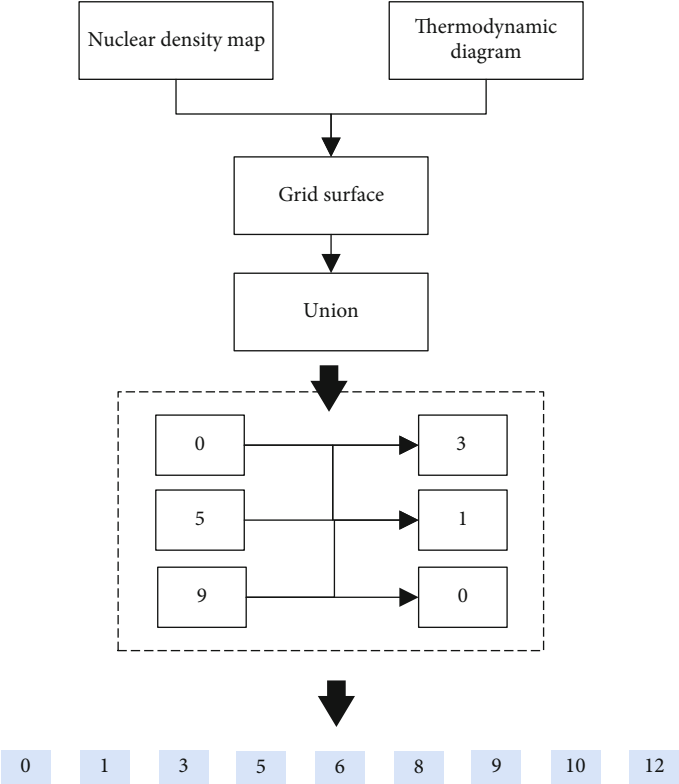 Nuclear density map
Thermodynamic
diagram
Grid surface
Union
0 3
5 1
9 0
0 1 3 5 6 8 9 10 12